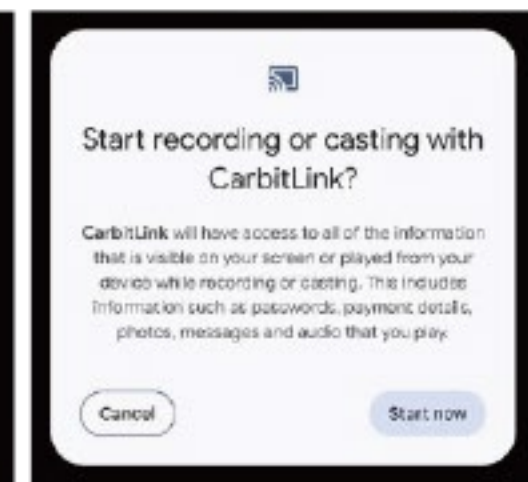 Start recording or casting with
CarbitLink?
CarbitLink will have access to all of the information
that is visible on your screen or played from your
device while recording or casting. This includes
information such as passwords, payment details,
photos, messages and audio that you play.
Cancel
Start now